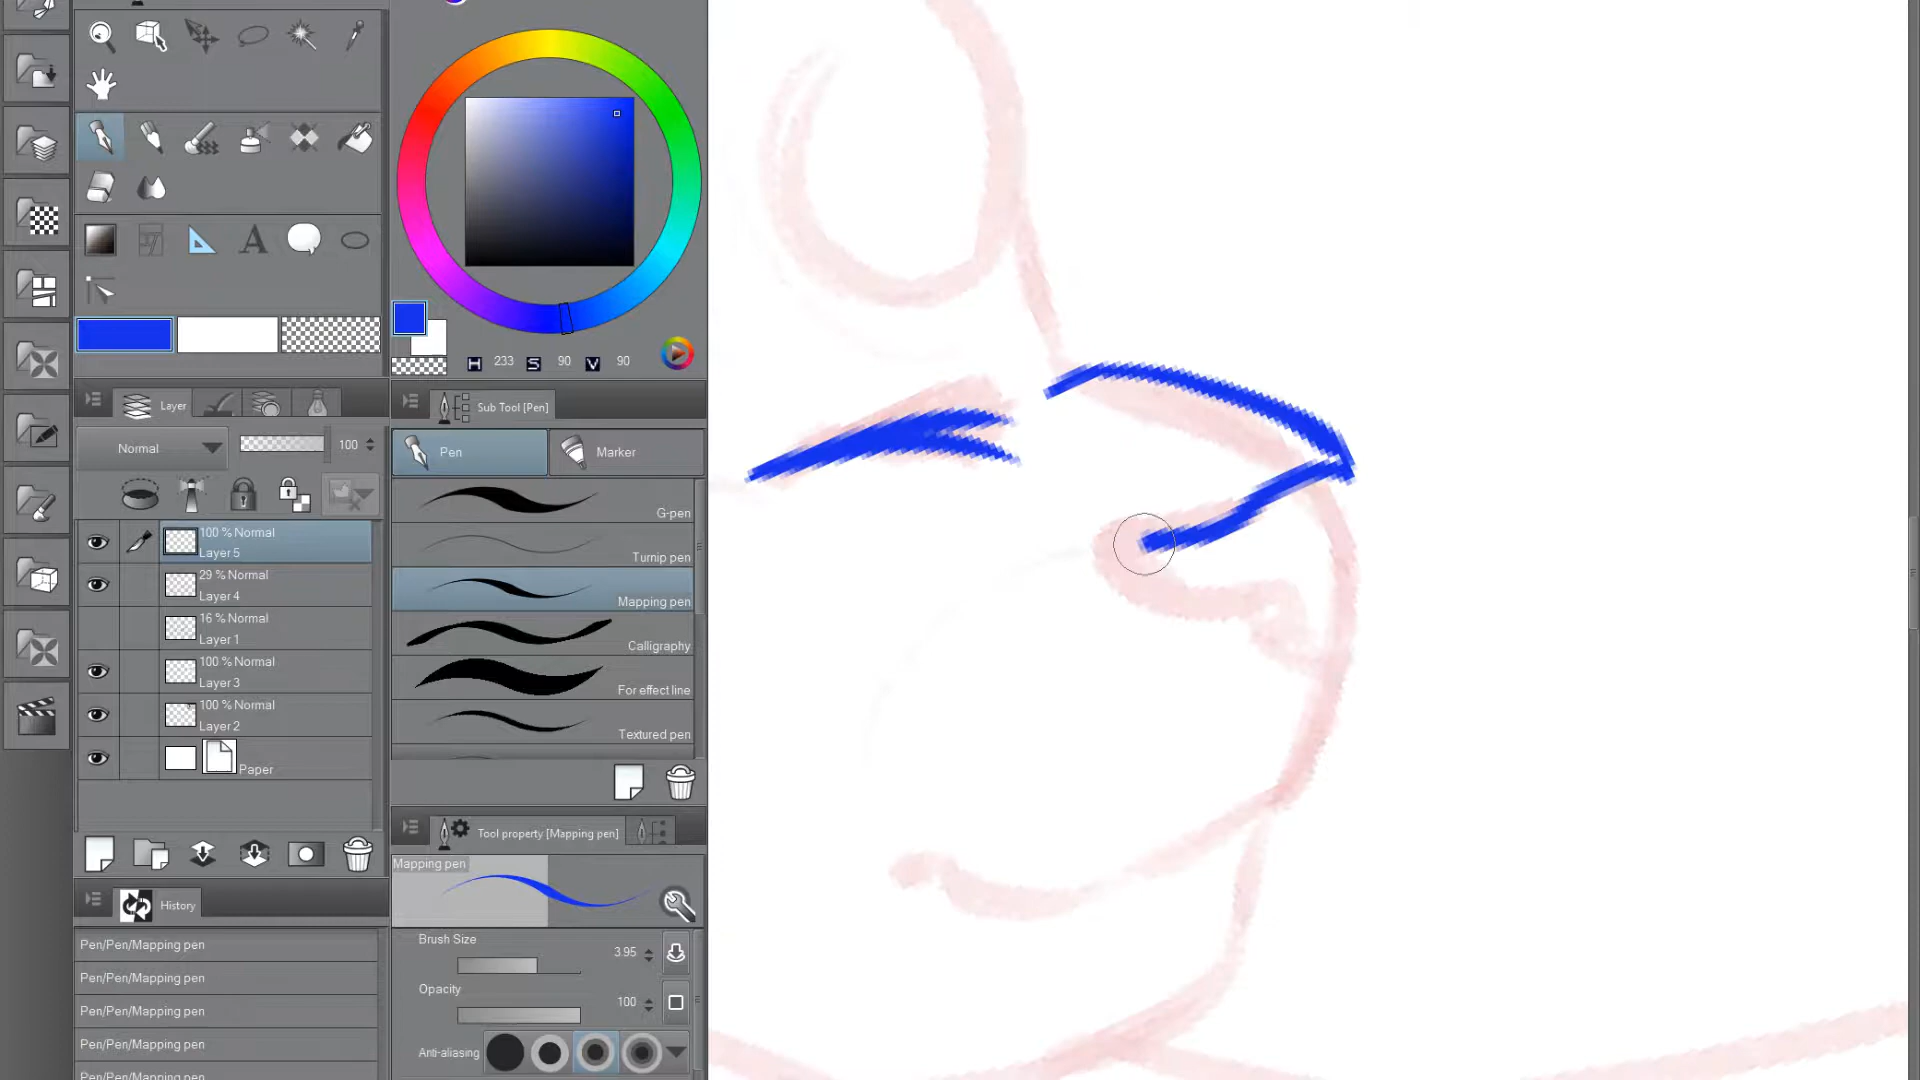 H 233 S 90 V 90
Layer
Normal 100
100 % Normal
Layer 5
29 % Normal
Layer 4
16 % Normal
Layer 1
100 % Normal
Layer 3
100 % Normal
Layer 2
Paper
History
Pen/Pen/Mapping pen
Pen/Pen/Mapping pen
Pen/Pen/Mapping pen
Pen/Pen/Mapping pen
Pen/Pen/Mapping pen
Sub Tool [Pen]
Pen Marker
G-pen
Turnip pen
Mapping pen
Calligraphy
For effect line
Textured pen
Tool property [Mapping pen]
Mapping pen
Brush Size 3.95
Opacity 100
Anti-aliasing